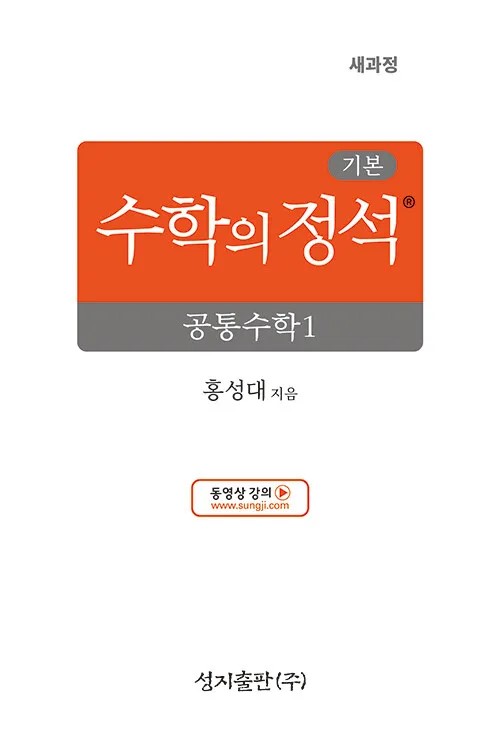 새과정
기본
수학의 정석®
공통수학1
홍성대 지음
동영상 강의
www.sungji.com
성지출판(주)